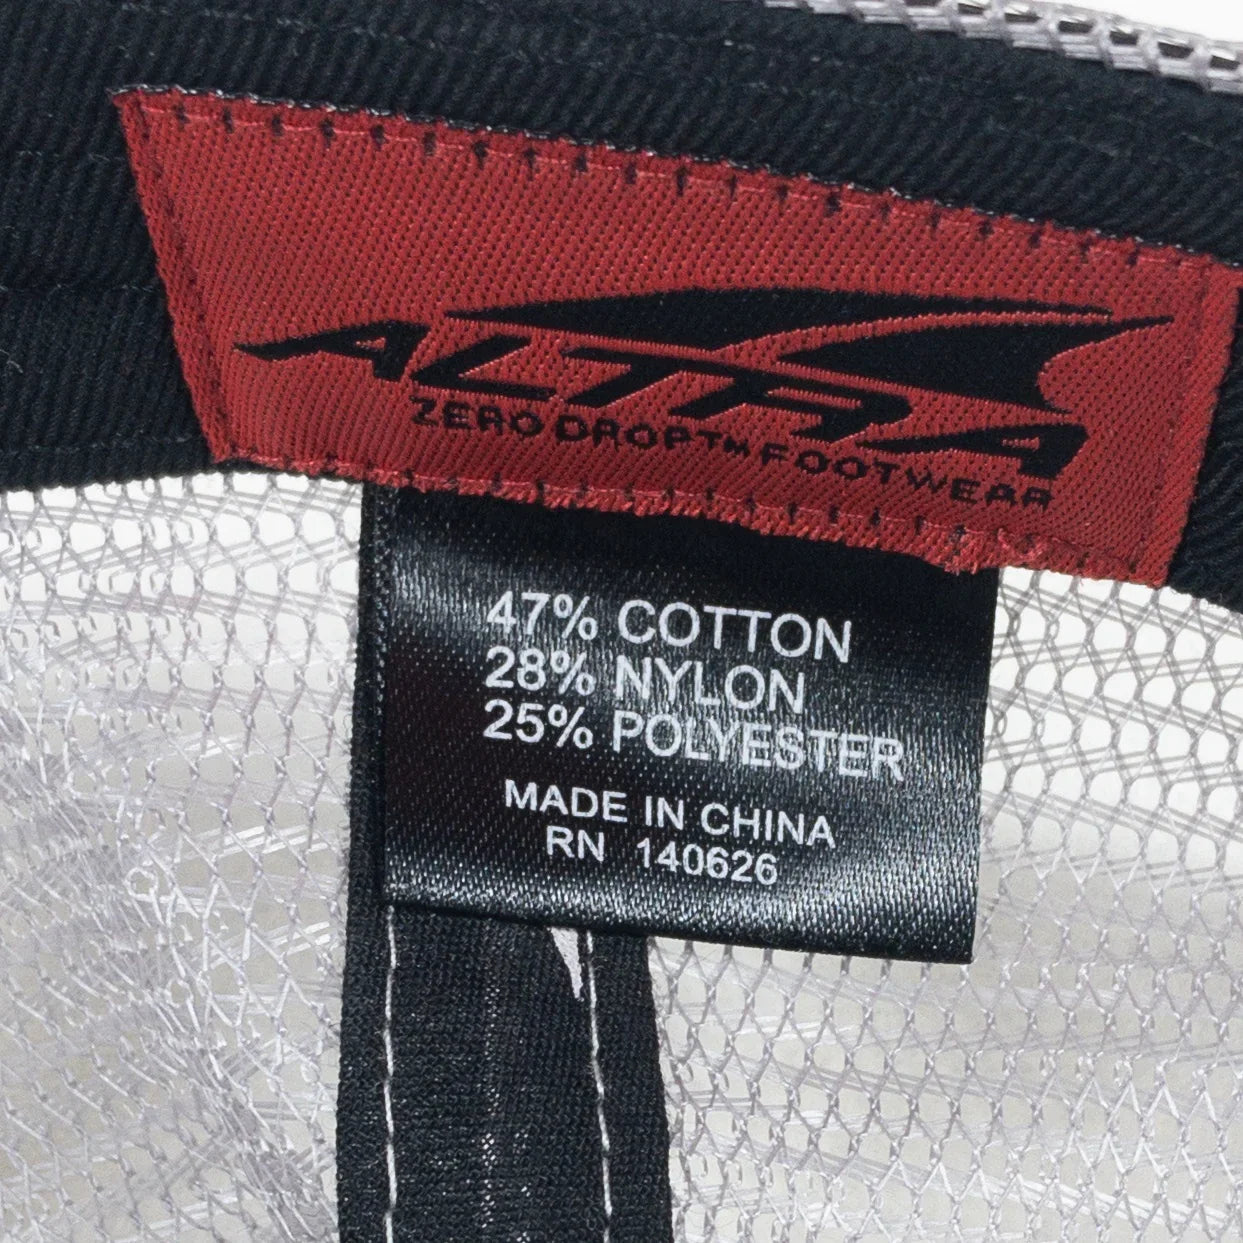 ALTRA
ZERO DROP™ FOOTWEAR
47% COTTON
28% NYLON
25% POLYESTER
MADE IN CHINA
RN 140626